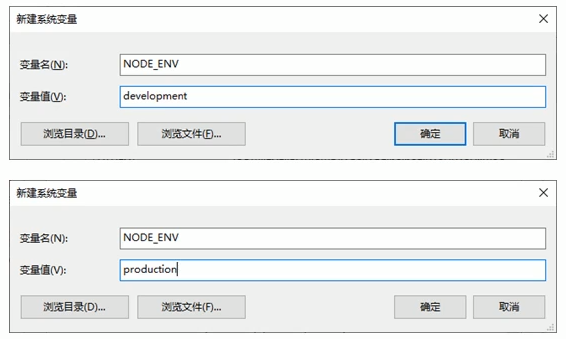 新建系统变量
变量名(N): NODE_ENV
变量值(V): development
浏览目录(D)... 浏览文件(F)... 确定 取消
新建系统变量
变量名(N): NODE_ENV
变量值(V): production
浏览目录(D)... 浏览文件(F)... 确定 取消